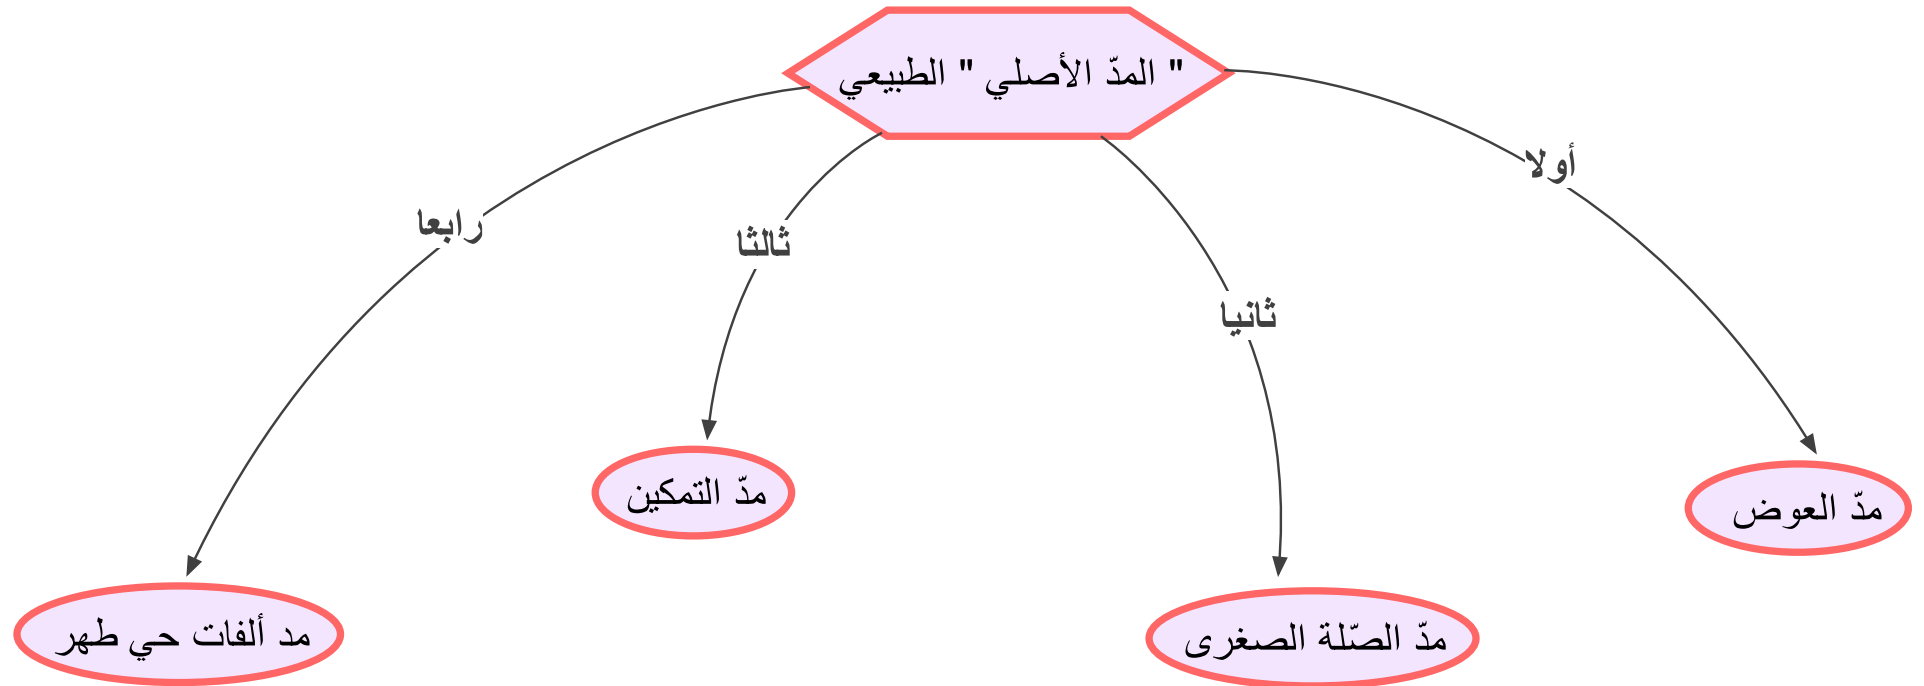 " المدّ الأصلي " الطبيعي
أولا
رابعا
ثالثا
ثانيا
مدّ التمكين
مدّ العوض
مد ألفات حي طهر
مدّ الصّلة الصغرى